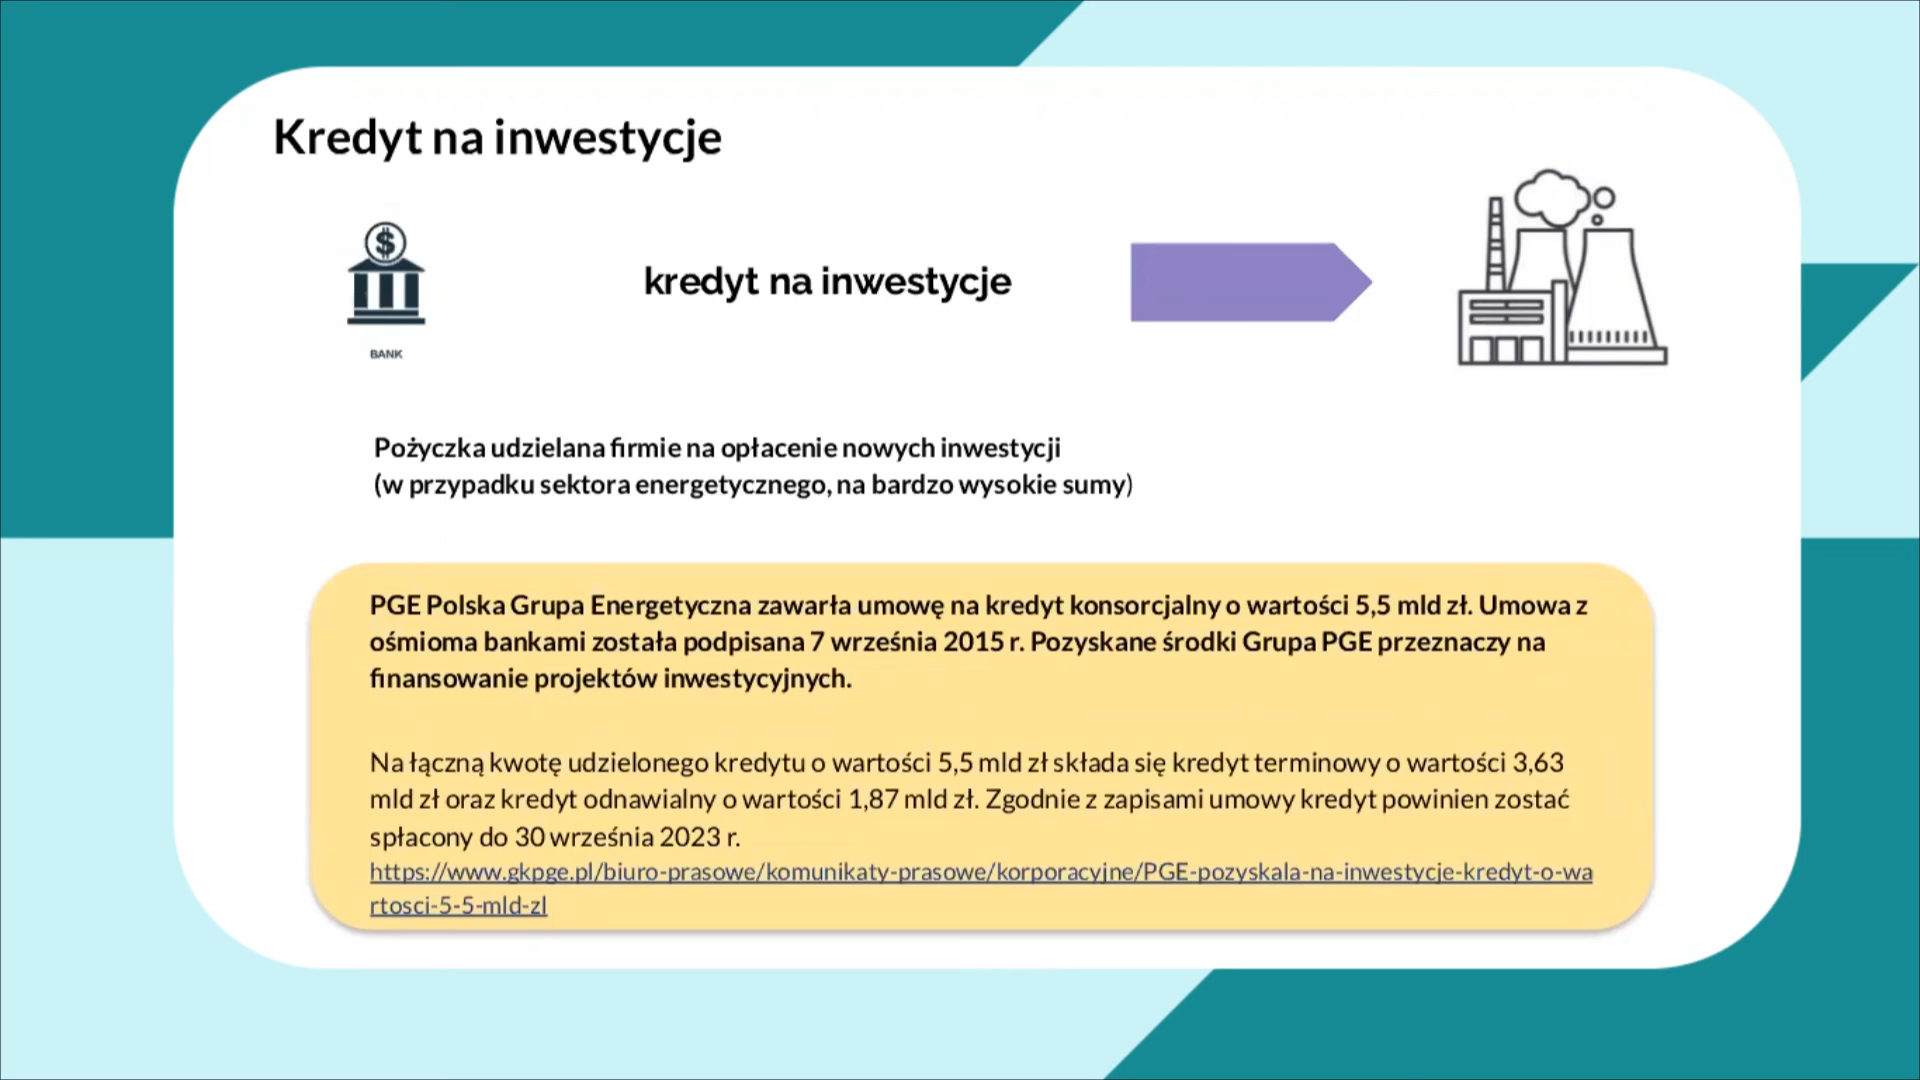 Kredyt na inwestycje
$
BANK
kredyt na inwestycje
Pożyczka udzielana firmie na opłacenie nowych inwestycji
(w przypadku sektora energetycznego, na bardzo wysokie sumy)
PGE Polska Grupa Energetyczna zawarła umowę na kredyt konsorcjalny o wartości 5,5 mld zł. Umowa z
ośmioma bankami została podpisana 7 września 2015 r. Pozyskane środki Grupa PGE przeznaczy na
finansowanie projektów inwestycyjnych.
Na łączną kwotę udzielonego kredytu o wartości 5,5 mld zł składa się kredyt terminowy o wartości 3,63
mld zł oraz kredyt odnawialny o wartości 1,87 mld zł. Zgodnie z zapisami umowy kredyt powinien zostać
spłacony do 30 września 2023 r.
https://www.gkpge.pl/biuro-prasowe/komunikaty-prasowe/korporacyjne/PGE-pozyskala-na-inwestycje-kredyt-o-wa
rtosci-5-5-mld-zl